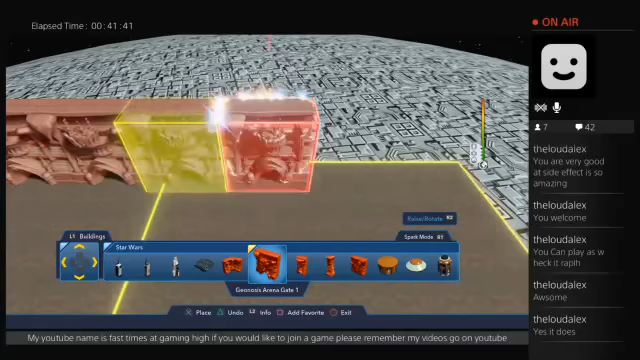 Elapsed Time : 00:41:41
ON AIR
7
42
theloudalex
You are very good
at side effect is so
amazing
theloudalex
You welcome
theloudalex
You Can play as w
heck it raplh
theloudalex
Awsome
theloudalex
Yes it does
Raise/Rotate R2
Spark Mode R1
L1 Buildings
Star Wars
Geonosis Arena Gate 1
Place Undo L2 Info Add Favorite Exit
My youtube name is fast times at gaming high if you would like to join a game please remember my videos go on youtube